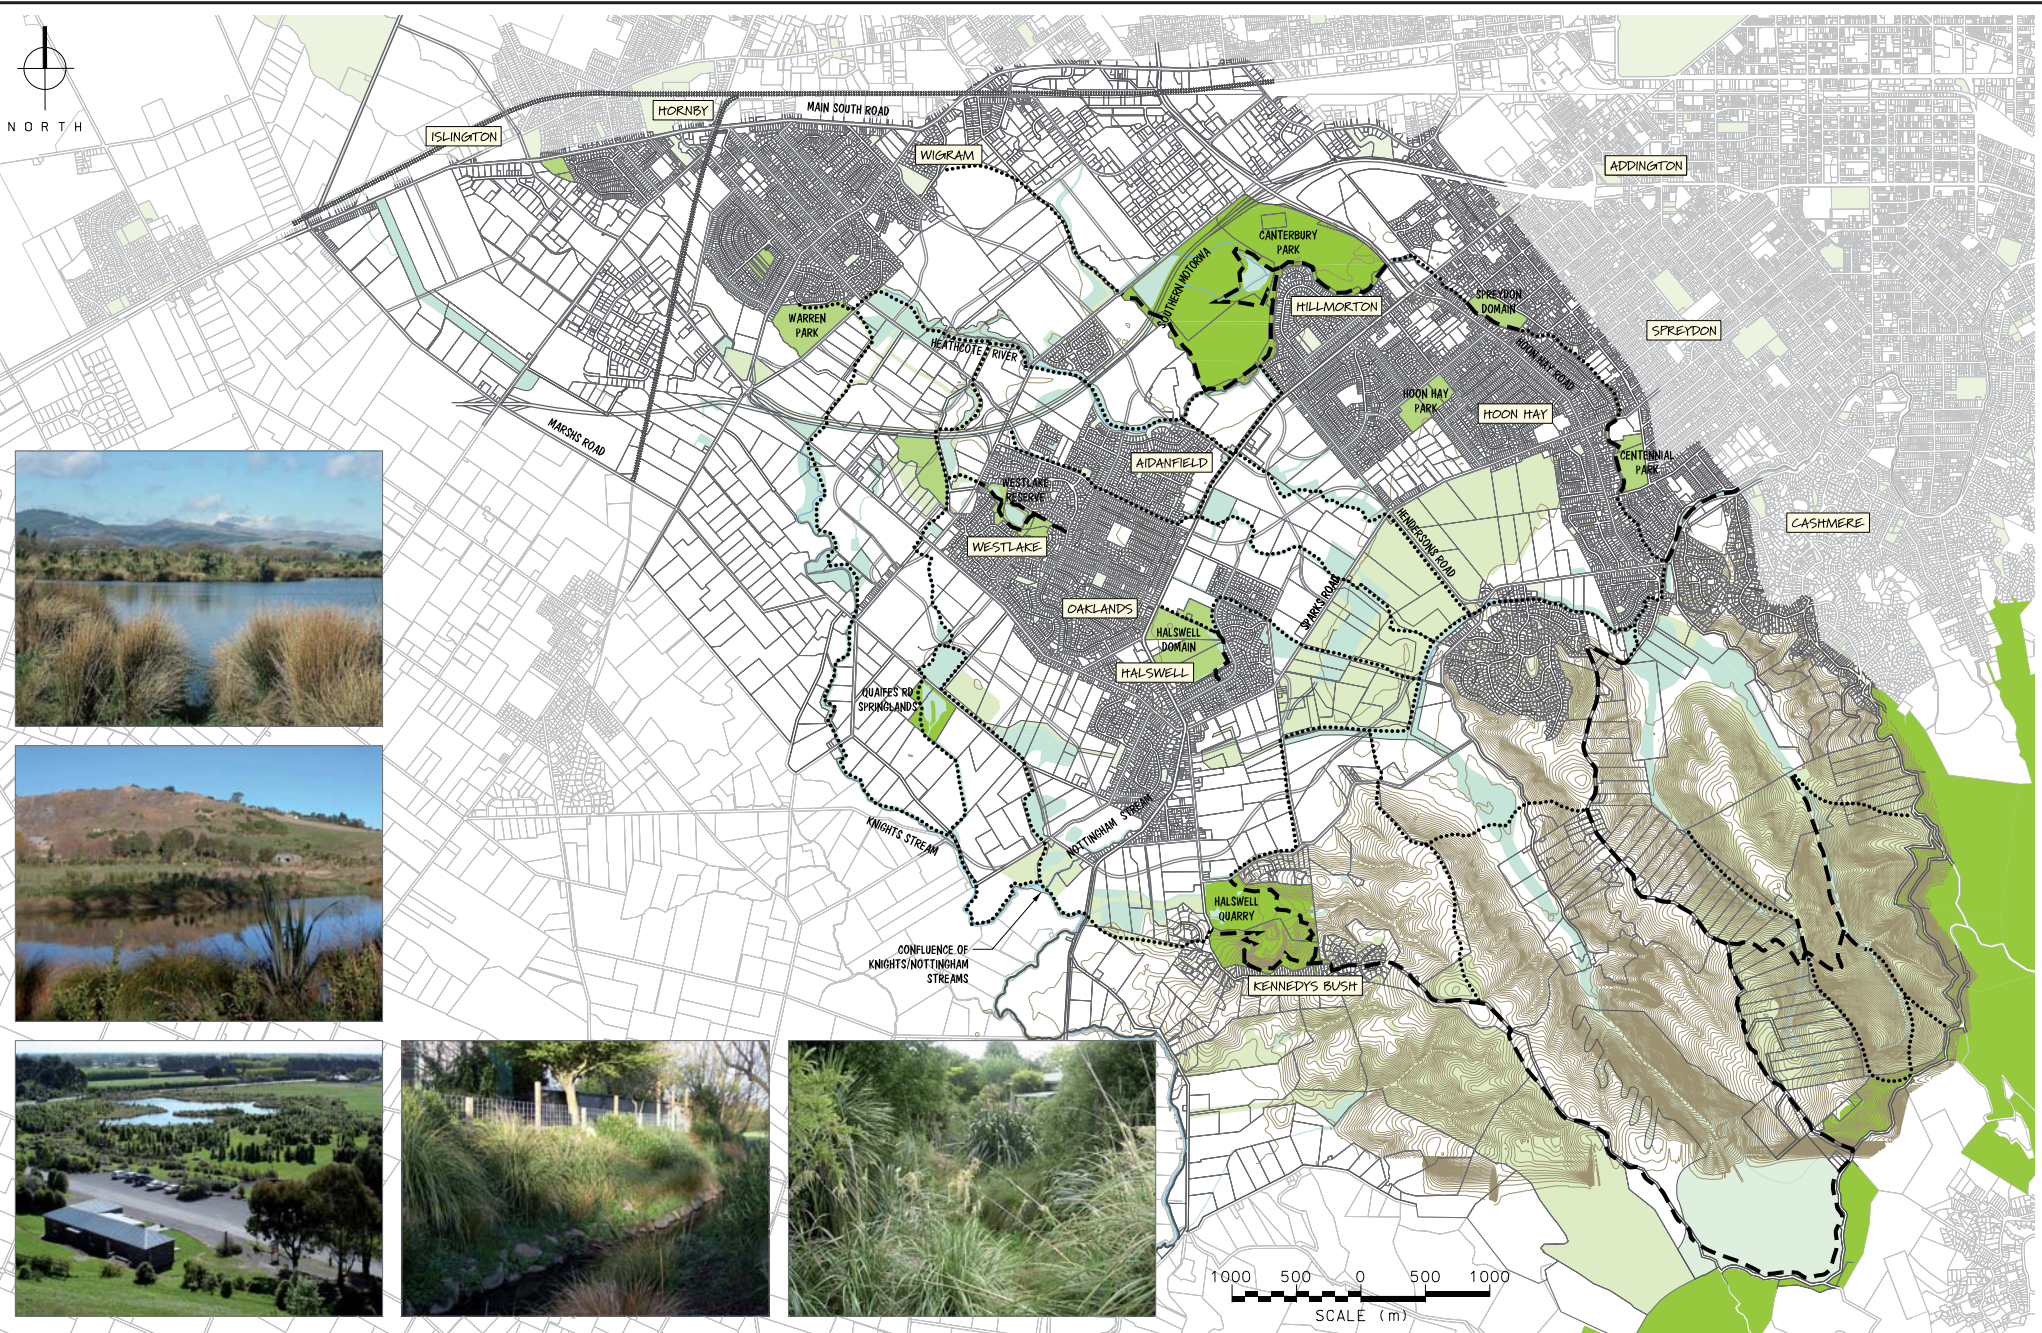 NORTH
HORNBY
MAIN SOUTH ROAD
ISLINGTON
WIGRAM
ADDINGTON
CANTERBURY
PARK
SOUTHERN MOTORWA
HILLMORTON
SPREYDON
DOMAIN
WARREN
PARK
SPREYDON
HEATHCOTE RIVER
HOON HAY ROAD
HOON HAY
PARK
HOON HAY
MARSHS ROAD
AIDANFIELD
CENTENNIAL
PARK
WESTLAKE
RESERVE
HENDERSONS ROAD
CASHMERE
WESTLAKE
SPARKS ROAD
OAKLANDS
HALSWELL
DOMAIN
HALSWELL
QUAIFES RD
SPRINGLANDS
KNIGHTS STREAM
NOTTINGHAM STREAM
HALSWELL
QUARRY
CONFLUENCE OF
KNIGHTS/NOTTINGHAM
STREAMS
KENNEDYS BUSH
1000 500 0 500 1000
SCALE (m)